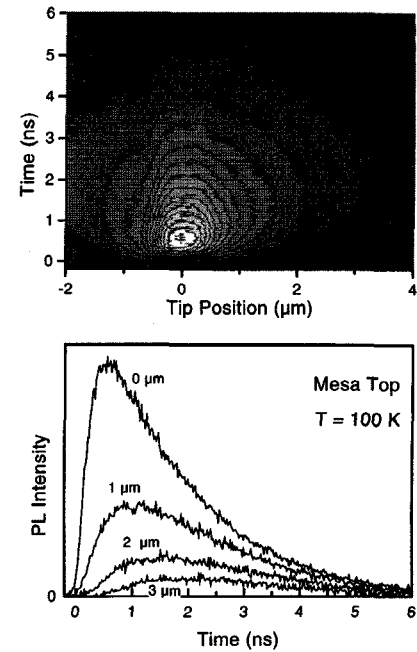 6
5
4
3
2
1
0
Time (ns)
-2 0 2 4
Tip Position (μm)
0 μm
Mesa Top
T = 100 K
1 μm
2 μm
3 μm
PL Intensity
0
0 1 2 3 4 5 6
Time (ns)